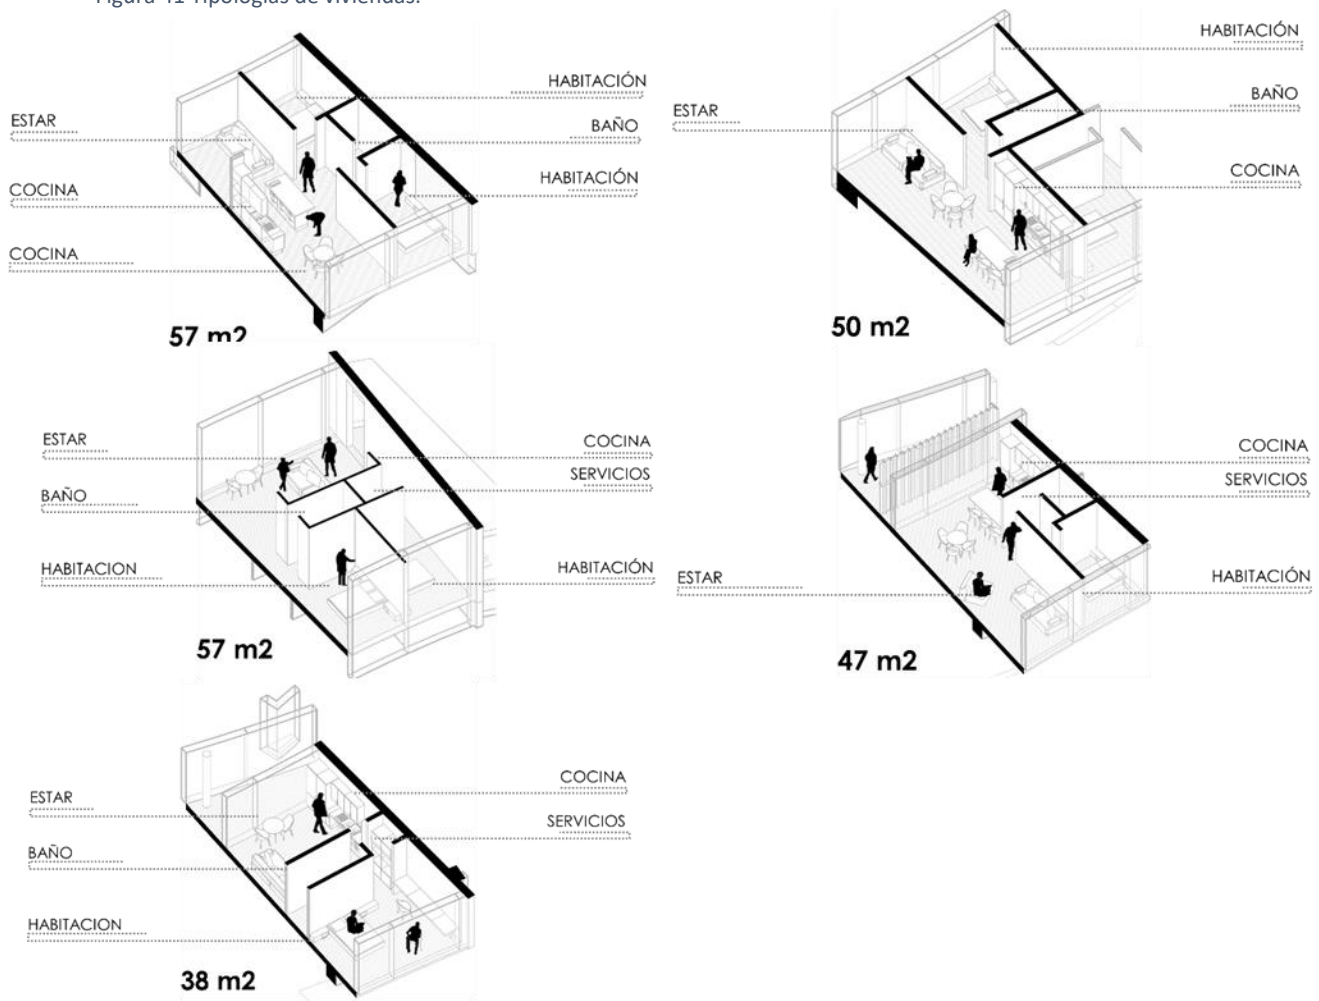 Figura 41 Tipologías de viviendas.
HABITACIÓN
ESTAR
BAÑO
HABITACIÓN
COCINA
COCINA
57 m2
HABITACIÓN
BAÑO
ESTAR
COCINA
50 m2
ESTAR
COCINA
SERVICIOS
BAÑO
HABITACION
HABITACIÓN
57 m2
COCINA
SERVICIOS
ESTAR
HABITACIÓN
47 m2
COCINA
ESTAR
SERVICIOS
BAÑO
HABITACION
38 m2